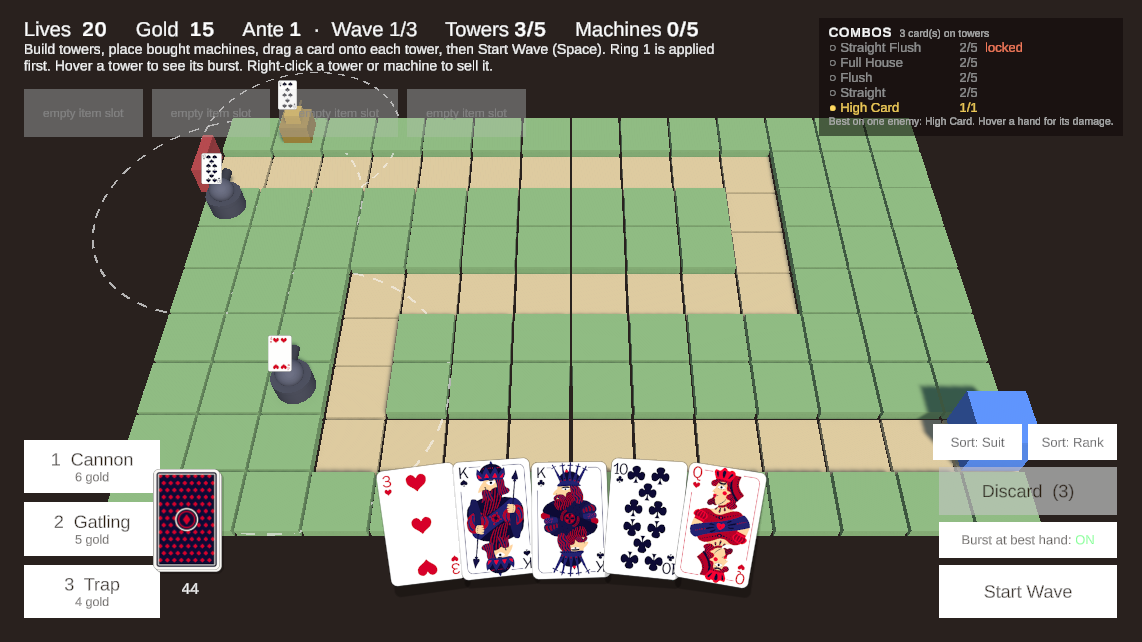 Lives 20 Gold 15 Ante 1 · Wave 1/3 Towers 3/5 Machines 0/5
Build towers, place bought machines, drag a card onto each tower, then Start Wave (Space). Ring 1 is applied
first. Hover a tower to see its burst. Right-click a tower or machine to sell it.
empty item slot
empty item slot
empty item slot
empty item slot
COMBOS 3 card(s) on towers
Straight Flush 2/5 locked
Full House 2/5
Flush 2/5
Straight 2/5
High Card 1/1
Best on one enemy: High Card. Hover a hand for its damage.
1 Cannon
6 gold
2 Gatling
5 gold
3 Trap
4 gold
44
3
3
K
K
K
K
10
10
Q
Q
Sort: Suit
Sort: Rank
Discard (3)
Burst at best hand: ON
Start Wave